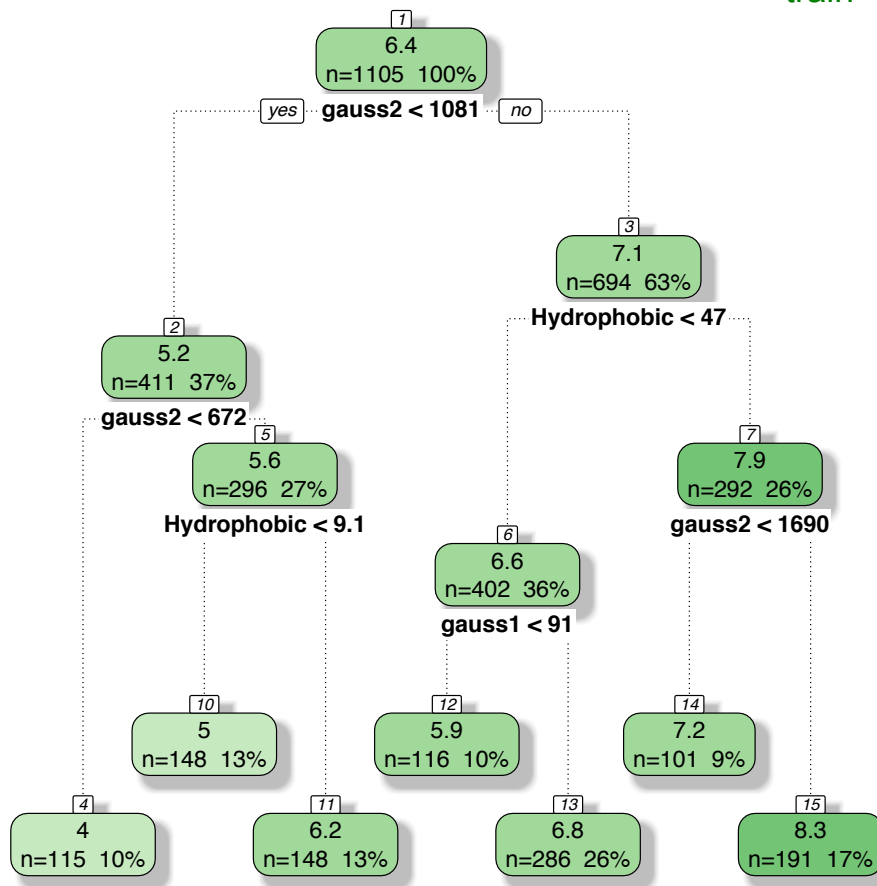 1
6.4
n=1105 100%
yes gauss2 < 1081 no
3
7.1
n=694 63%
Hydrophobic < 47
2
5.2
n=411 37%
gauss2 < 672
5
5.6
n=296 27%
Hydrophobic < 9.1
7
7.9
n=292 26%
gauss2 < 1690
6
6.6
n=402 36%
gauss1 < 91
10
5
n=148 13%
12
5.9
n=116 10%
14
7.2
n=101 9%
4
4
n=115 10%
11
6.2
n=148 13%
13
6.8
n=286 26%
15
8.3
n=191 17%